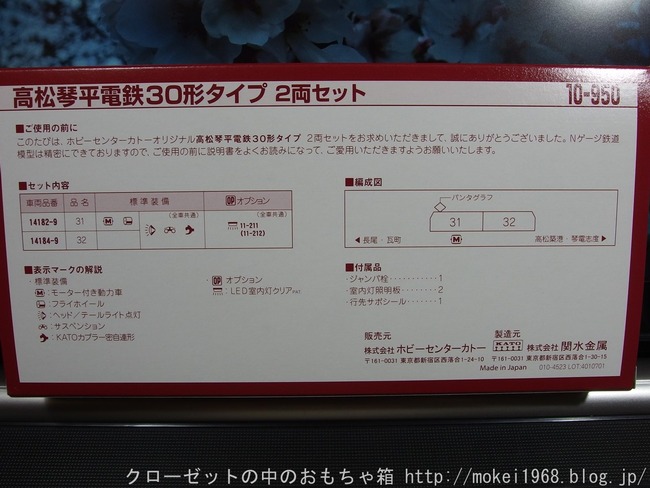 高松琴平電鉄30形タイプ 2両セット
10-950
■ご使用の前に
このたびは、ホビーセンターカトーオリジナル高松琴平電鉄30形タイプ 2両セットをお求めいただきまして、誠にありがとうございました。Nゲージ鉄道
模型は精密にできておりますので、ご使用の前に説明書をよくお読みになって、ご愛用いただきますようお願いいたします。
■セット内容
車両品番 品名 標準装備 OP オプション
(全車共通) (全車共通)
14182-9 31 M
14184-9 32
11-211
(11-212)
■編成図
パンタグラフ
31 32
◀長尾・瓦町 M 高松築港・琴電志度▶
■表示マークの解説
・標準装備
M:モーター付き動力車
:フライホイール
:ヘッド/テールライト点灯
:サスペンション
:KATOカプラー密自連形
・OP オプション
:LED室内灯クリア
■付属品
・ジャンパ栓………………1
・室内灯照明板……………2
・行先サボシール…………1
販売元
株式会社 ホビーセンターカトー
〒161-0031 東京都新宿区西落合1-24-10
製造元
KATO 株式会社 関水金属
〒161-0031 東京都新宿区西落合1-30-15
Made in Japan 010-4523 LOT:4010701
クローゼットの中のおもちゃ箱 http://mokei1968.blog.jp/